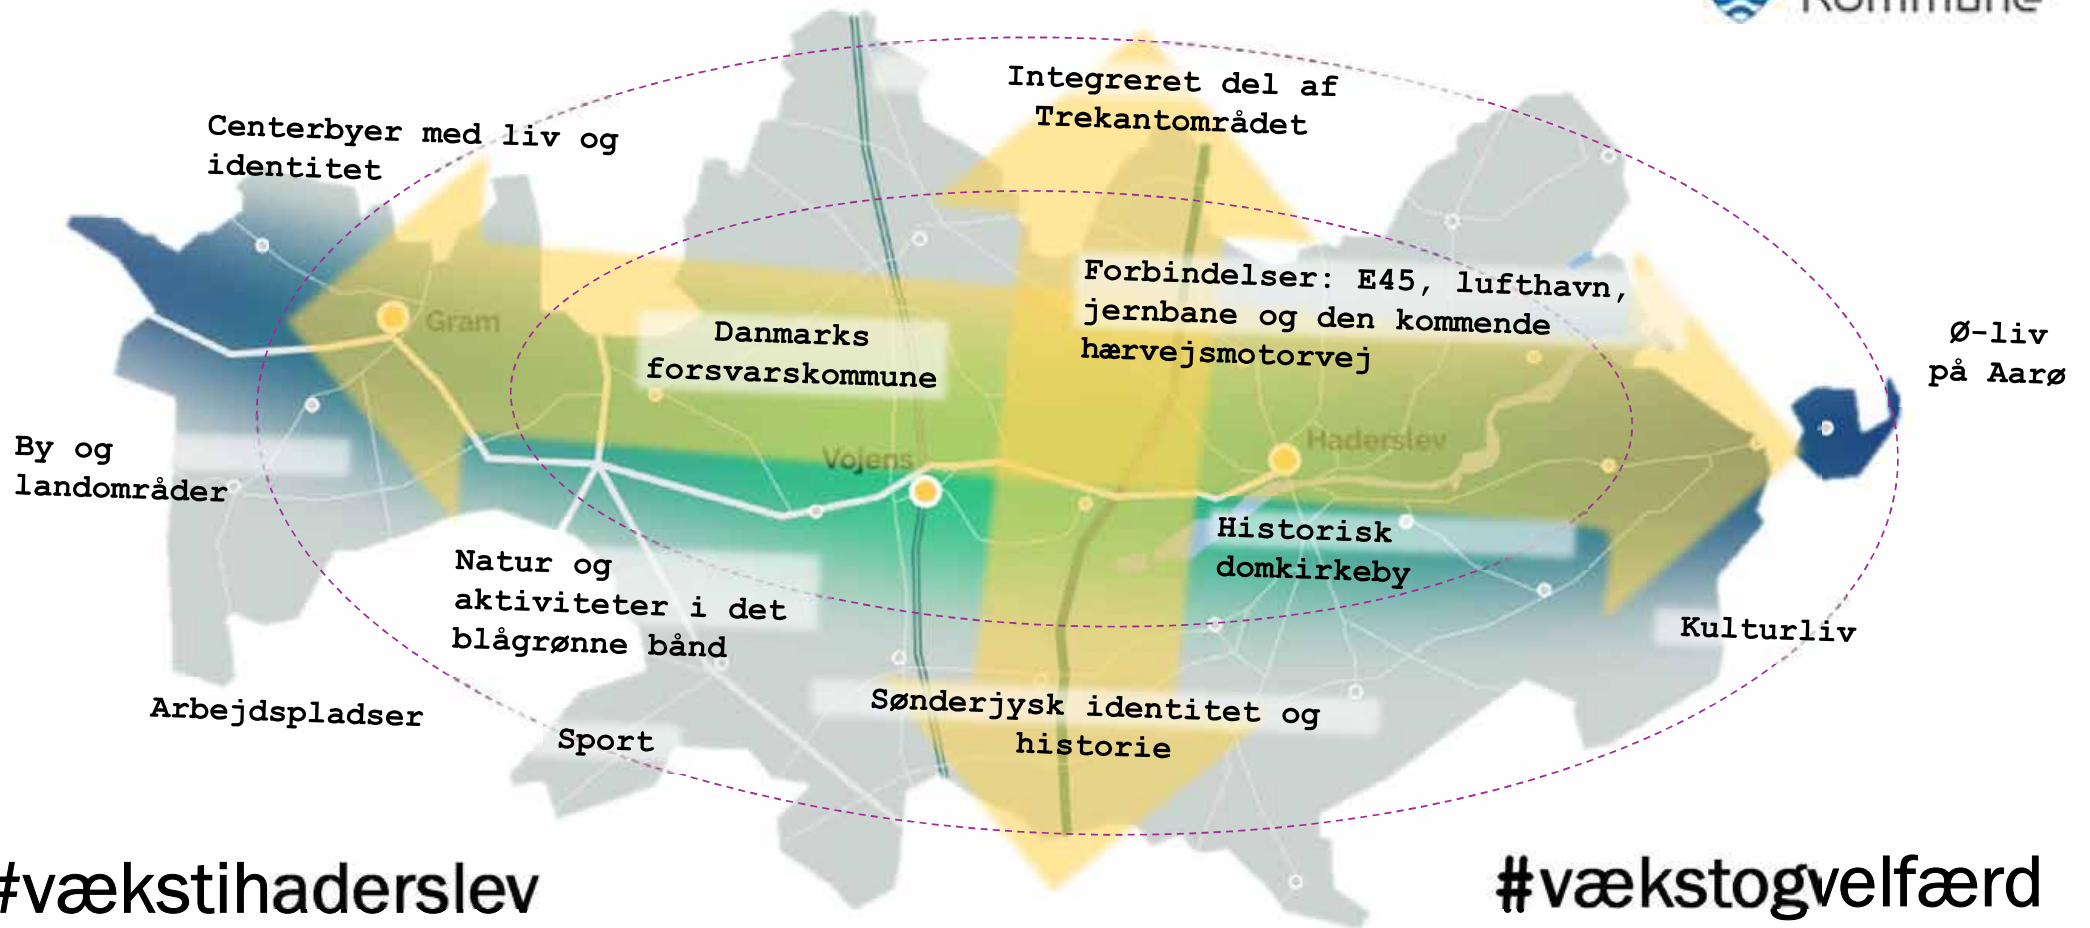 Kommune
Integreret del af
Trekantområdet
Centerbyer med liv og
identitet
Forbindelser: E45, lufthavn,
jernbane og den kommende
hærvejsmotorvej
Gram
Danmarks
forsvarskommune
Ø-liv
på Aarø
By og
landområder
Vojens
Haderslev
Historisk
domkirkeby
Natur og
aktiviteter i det
blågrønne bånd
Kulturliv
Arbejdspladser
Sport
Sønderjysk identitet og
historie
#vækstihaderslev
#vækstogvelfærd